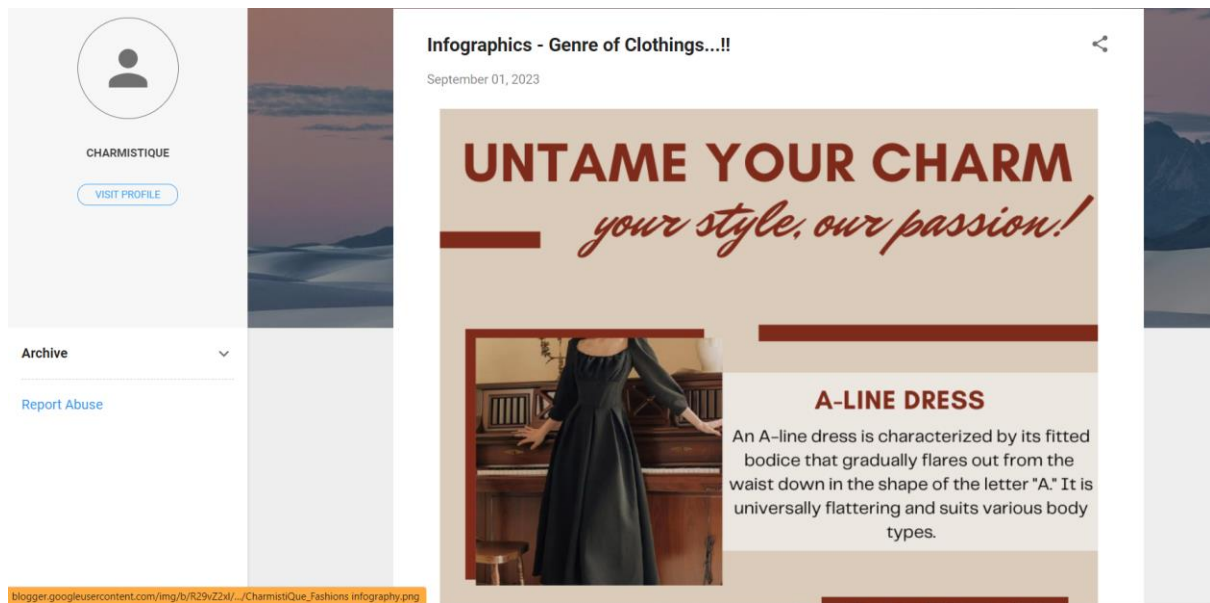 CHARMISTIQUE
VISIT PROFILE
Archive
Report Abuse
Infographics - Genre of Clothings...!!
September 01, 2023
UNTAME YOUR CHARM
your style, our passion!
A-LINE DRESS
An A-line dress is characterized by its fitted
bodice that gradually flares out from the
waist down in the shape of the letter "A." It is
universally flattering and suits various body
types.
blogger.googleusercontent.com/img/b/R29vZ2xl/.../CharmistiQue_Fashions infography.png